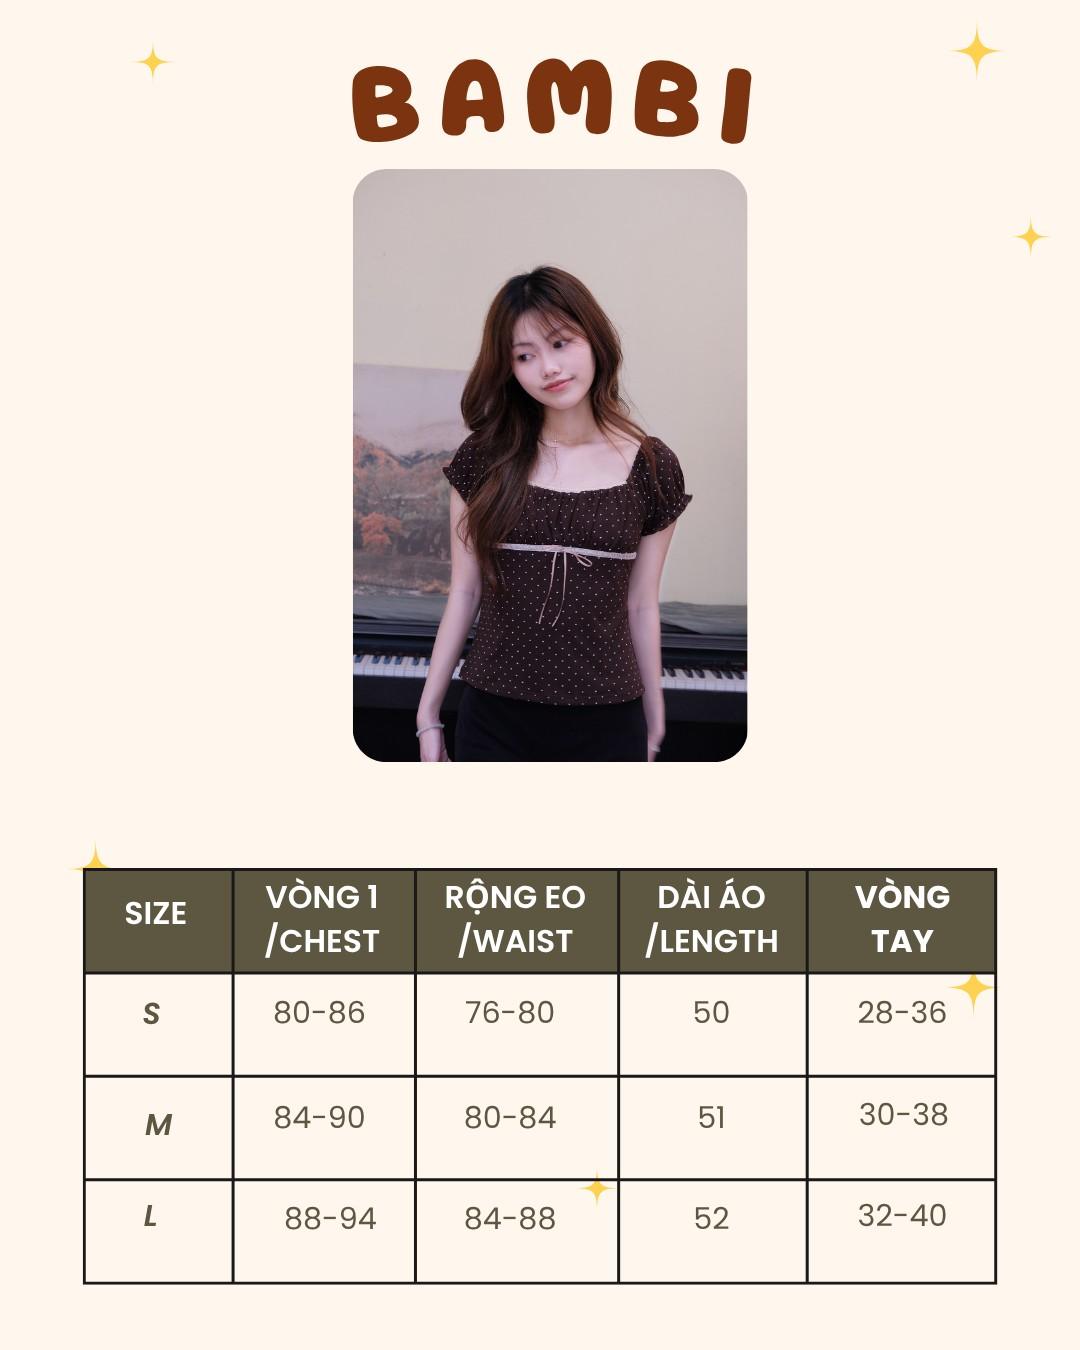 BAMBI
SIZE
VÒNG 1
/CHEST
RỘNG EO
/WAIST
DÀI ÁO
/LENGTH
VÒNG
TAY
S
80-86
76-80
50
28-36
M
84-90
80-84
51
30-38
L
88-94
84-88
52
32-40